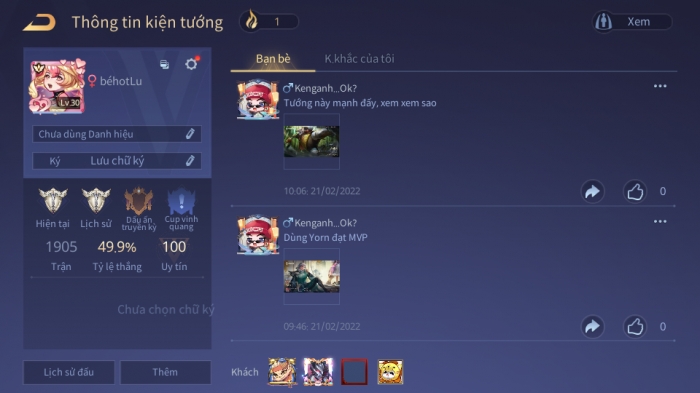 Thông tin kiện tướng
1
Xem
béhotLu
Lv.30
Chưa dùng Danh hiệu
Ký Lưu chữ ký
Hiện tại
Lịch sử
Dấu ấn truyền kỳ
Cup vinh quang
1905
49,9%
100
Trận
Tỷ lệ thắng
Uy tín
Chưa chọn chữ ký
Lịch sử đấu
Thêm
Bạn bè
K.khắc của tôi
Kenganh...Ok?
Tướng này mạnh đấy, xem xem sao
10:06: 21/02/2022
0
Kenganh...Ok?
Dùng Yorn đạt MVP
09:46: 21/02/2022
0
Khách